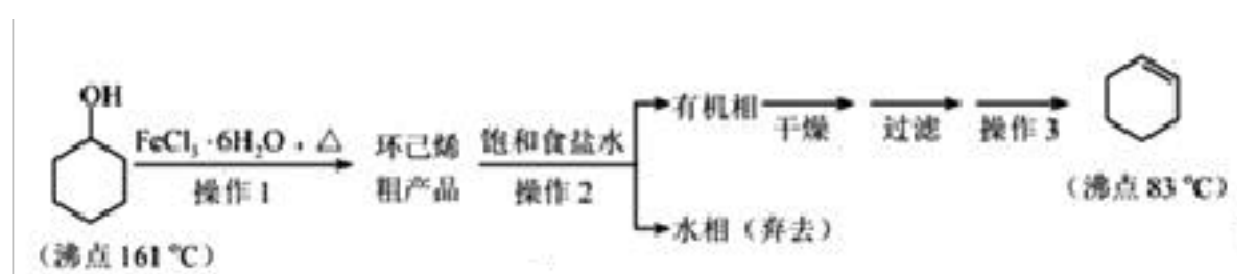 OH
FeCl₃·6H₂O，△
操作1
(沸点161 ℃)
环己烯
粗产品
饱和食盐水
操作2
有机相
干燥
过滤
操作3
水相(弃去)
(沸点83 ℃)